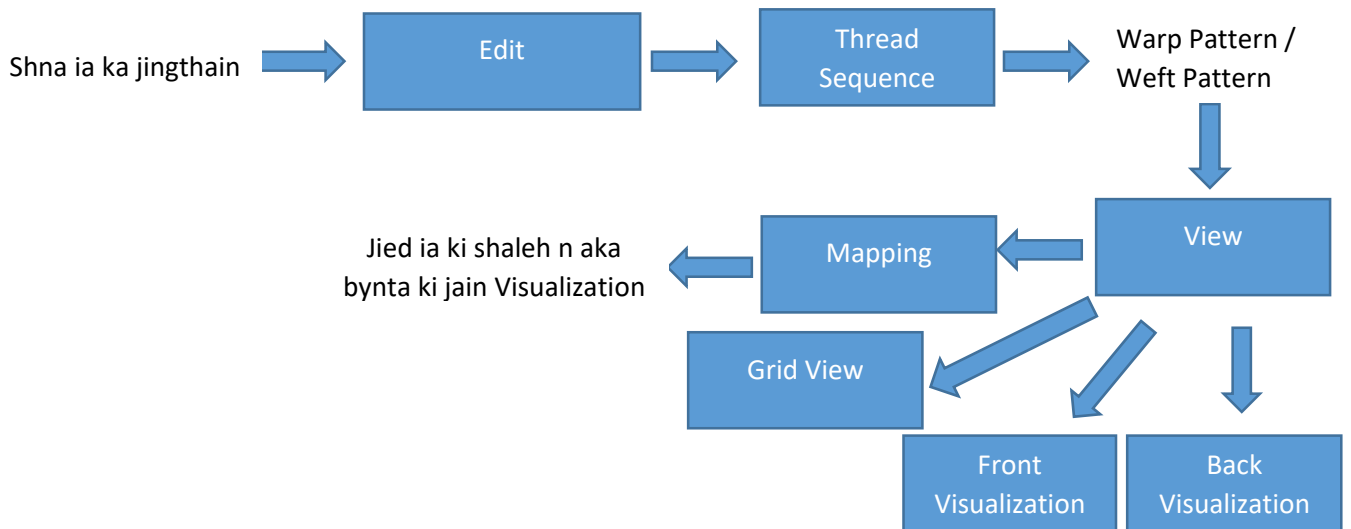 Shna ia ka jingthain
Edit
Thread
Sequence
Warp Pattern /
Weft Pattern
View
Mapping
Jied ia ki shaleh n aka
bynta ki jain Visualization
Grid View
Front
Visualization
Back
Visualization